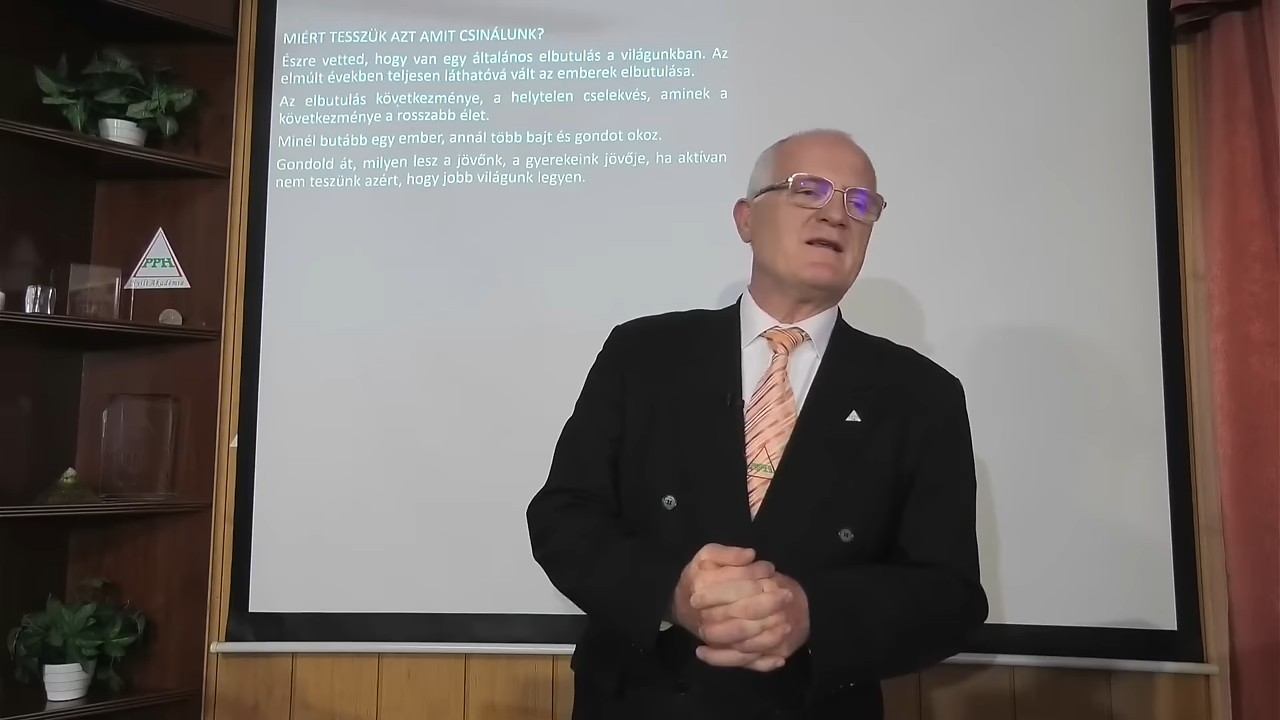 MIÉRT TESSZÜK AZT AMIT CSINÁLUNK?
Észre vetted, hogy van egy általános elbutulás a világunkban. Az
elmúlt években teljesen láthatóvá vált az emberek elbutulása.
Az elbutulás következménye, a helytelen cselekvés, aminek a
következménye a rosszabb élet.
Minél butább egy ember, annál több bajt és gondot okoz.
Gondold át, milyen lesz a jövőnk, a gyerekeink jövője, ha aktívan
nem teszünk azért, hogy jobb világunk legyen.
PPH
Nyílt Akadémia
PPH